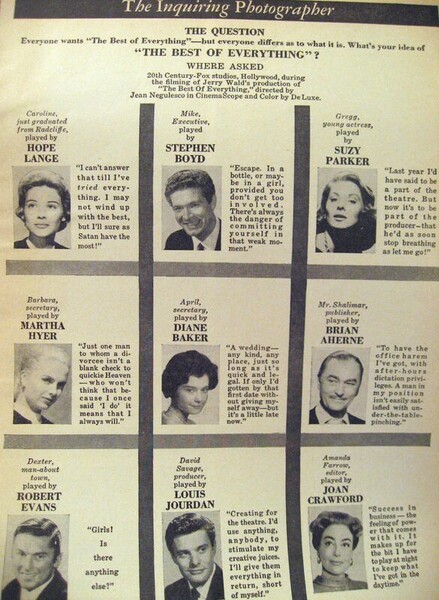 The Inquiring Photographer
THE QUESTION
Everyone wants "The Best of Everything"—but everyone differs as to what it is. What's your idea of
"THE BEST OF EVERYTHING"?
WHERE ASKED
20th Century-Fox studios, Hollywood, during
the filming of Jerry Wald's production of
"The Best Of Everything," directed by
Jean Negulesco in CinemaScope and Color by De Luxe.
Caroline,
just graduated
from Radcliffe,
played by
HOPE
LANGE
"I can't answer
that till I've
tried every-
thing. I may
not wind up
with the best,
but I'll sure as
Satan have the
most!"
Mike,
Executive,
played
by
STEPHEN
BOYD
"Escape. In a
bottle, or may-
be in a girl,
provided you
don't get too
involved.
There's always
the danger of
committing
yourself in
that weak mo-
ment."
Gregg,
young actress,
played
by
SUZY
PARKER
"Last year I'd
have said to be
a part of the
theatre. But
now it's to be
part of the
producer—that
he'd as soon
stop breathing
as let me go!"
Barbara,
secretary,
played by
MARTHA
HYER
"Just one man
to whom a di-
vorcee isn't a
blank check to
quickie Heaven
—who won't
think that be-
cause I once
said 'I do' it
means that I
always will."
April,
secretary,
played by
DIANE
BAKER
"A wedding—
any kind, any
place, just so
long as it's
quick and le-
gal. If only I'd
gotten by that
first date with-
out giving my-
self away—but
it's a little late
now."
Mr. Shalimar,
publisher,
played by
BRIAN
AHERNE
"To have the
office harem
I've got, with
after-hours
dictation privi-
leges. A man in
my position
isn't easily sat-
isfied with un-
der-the-table-
pinching."
Dexter,
man-about
town,
played by
ROBERT
EVANS
"Girls!
Is
there
anything
else?"
David
Savage,
producer,
played by
LOUIS
JOURDAN
"Creating for
the theatre. I'd
use anything,
anybody, to
stimulate my
creative juices.
I'll give them
everything in
return, short
of myself."
Amanda
Farrow,
editor,
played by
JOAN
CRAWFORD
"Success in
business—the
feeling of pow-
er that comes
with it. It
makes up for
the bit I have
to play at night
to keep what
I've got in the
daytime."